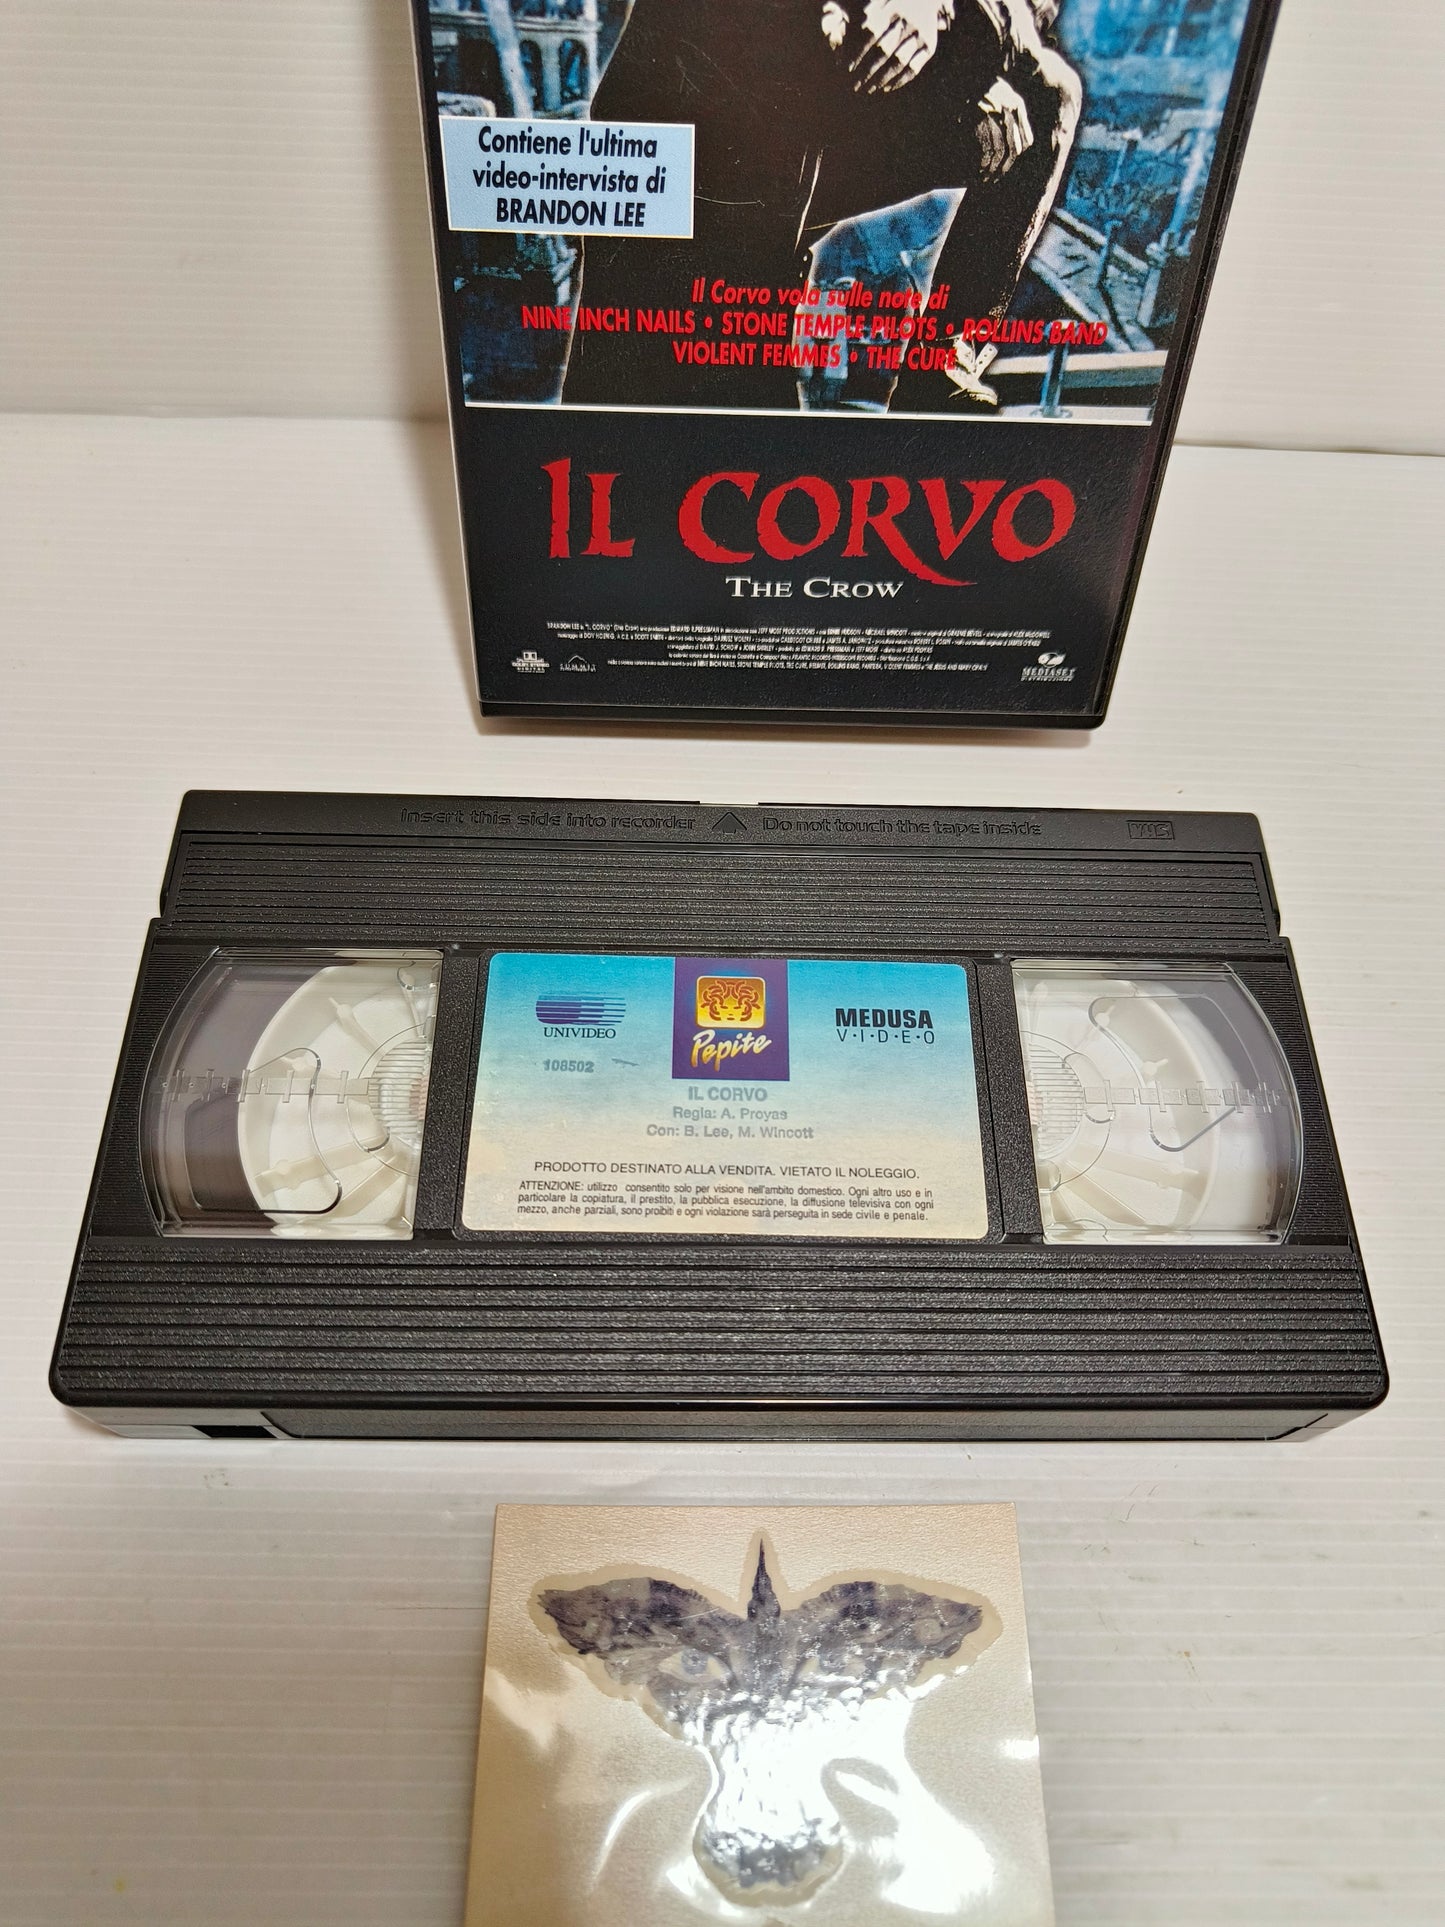 Contiene l'ultima
video-intervista di
BRANDON LEE
Il Corvo vola sulle note di
NINE INCH NAILS • STONE TEMPLE PILOTS • ROLLINS BAND
VIOLENT FEMMES • THE CURE
IL CORVO
THE CROW
MEDIASET
Insert this side into recorder Do not touch the tape inside VHS
UNIVIDEO
108502
Pepite
MEDUSA
V·I·D·E·O
IL CORVO
Regia: A. Proyas
Con: B. Lee, M. Wincott
PRODOTTO DESTINATO ALLA VENDITA. VIETATO IL NOLEGGIO.
ATTENZIONE: utilizzo consentito solo per visione nell'ambito domestico. Ogni altro uso e in
particolare la copiatura, il prestito, la pubblica esecuzione, la diffusione televisiva con ogni
mezzo, anche parziali, sono proibiti e ogni violazione sarà perseguita in sede civile e penale.